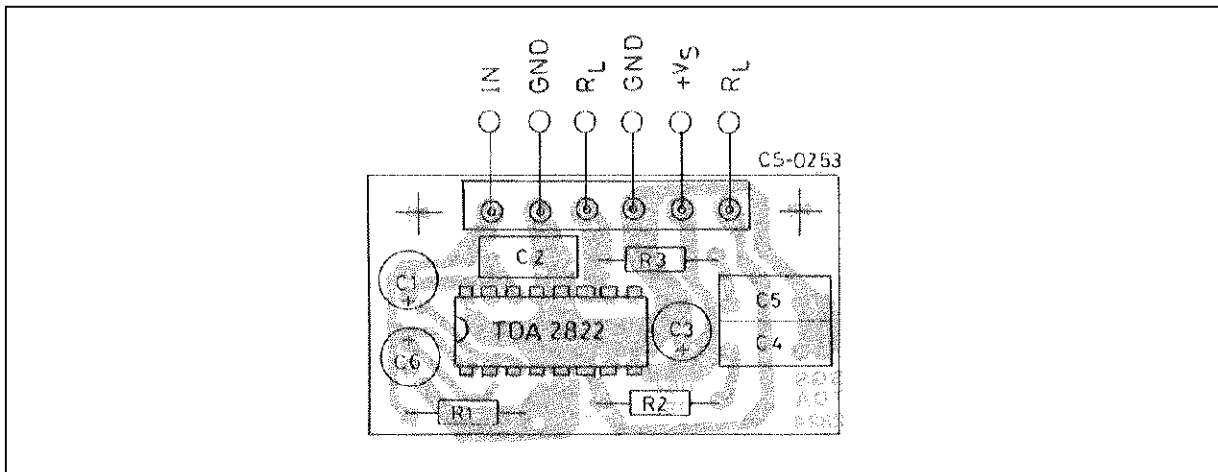 IN GND RL GND +VS RL
CS-0253
C2
R3
C1
C5
TDA 2822
C3
C4
C6
R2
R1